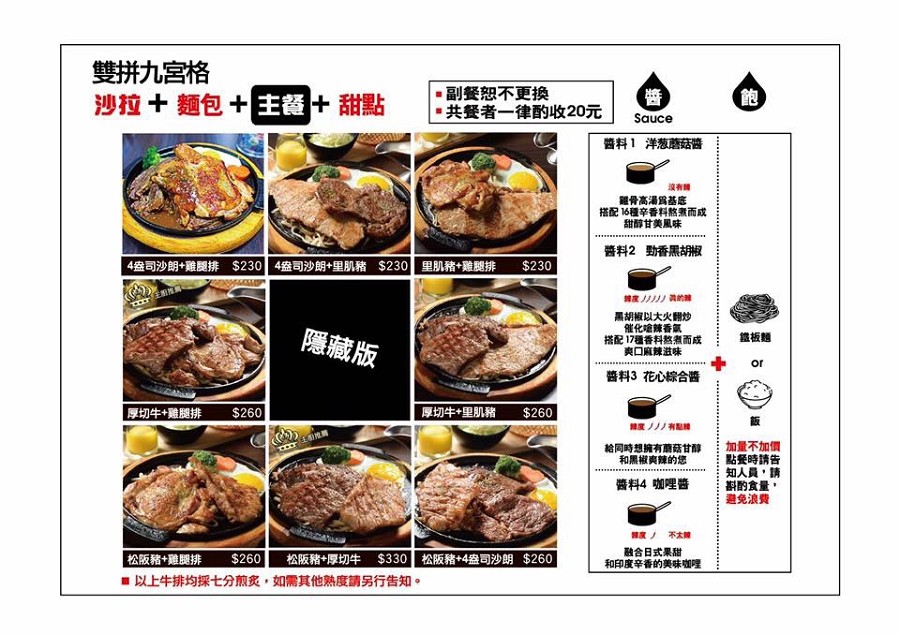 雙拼九宮格
沙拉+麵包+主餐+甜點
▪副餐恕不更換
▪共餐者一律酌收20元
醬
Sauce
飽
4盎司沙朗+雞腿排 $230
4盎司沙朗+里肌豬 $230
里肌豬+雞腿排 $230
主廚推薦
厚切牛+雞腿排 $260
隱藏版
厚切牛+里肌豬 $260
松阪豬+雞腿排 $260
主廚推薦
松阪豬+厚切牛 $330
松阪豬+4盎司沙朗 $260
■ 以上牛排均採七分煎炙，如需其他熟度請另行告知。
醬料1 洋蔥蘑菇醬
沒有辣
雞骨高湯為基底
搭配16種辛香料熬煮而成
甜醇甘美風味
醬料2 勁香黑胡椒
辣度 ///// 真的辣
黑胡椒以大火翻炒
催化嗆辣香氣
搭配17種香料熬煮而成
爽口麻辣滋味
醬料3 花心綜合醬
辣度 /// 有點辣
給同時想擁有蘑菇甘醇
和黑椒爽辣的您
醬料4 咖哩醬
辣度 / 不太辣
融合日式果甜
和印度辛香的美味咖哩
+
鐵板麵
or
飯
加量不加價
點餐時請告
知人員，請
斟酌食量，
避免浪費